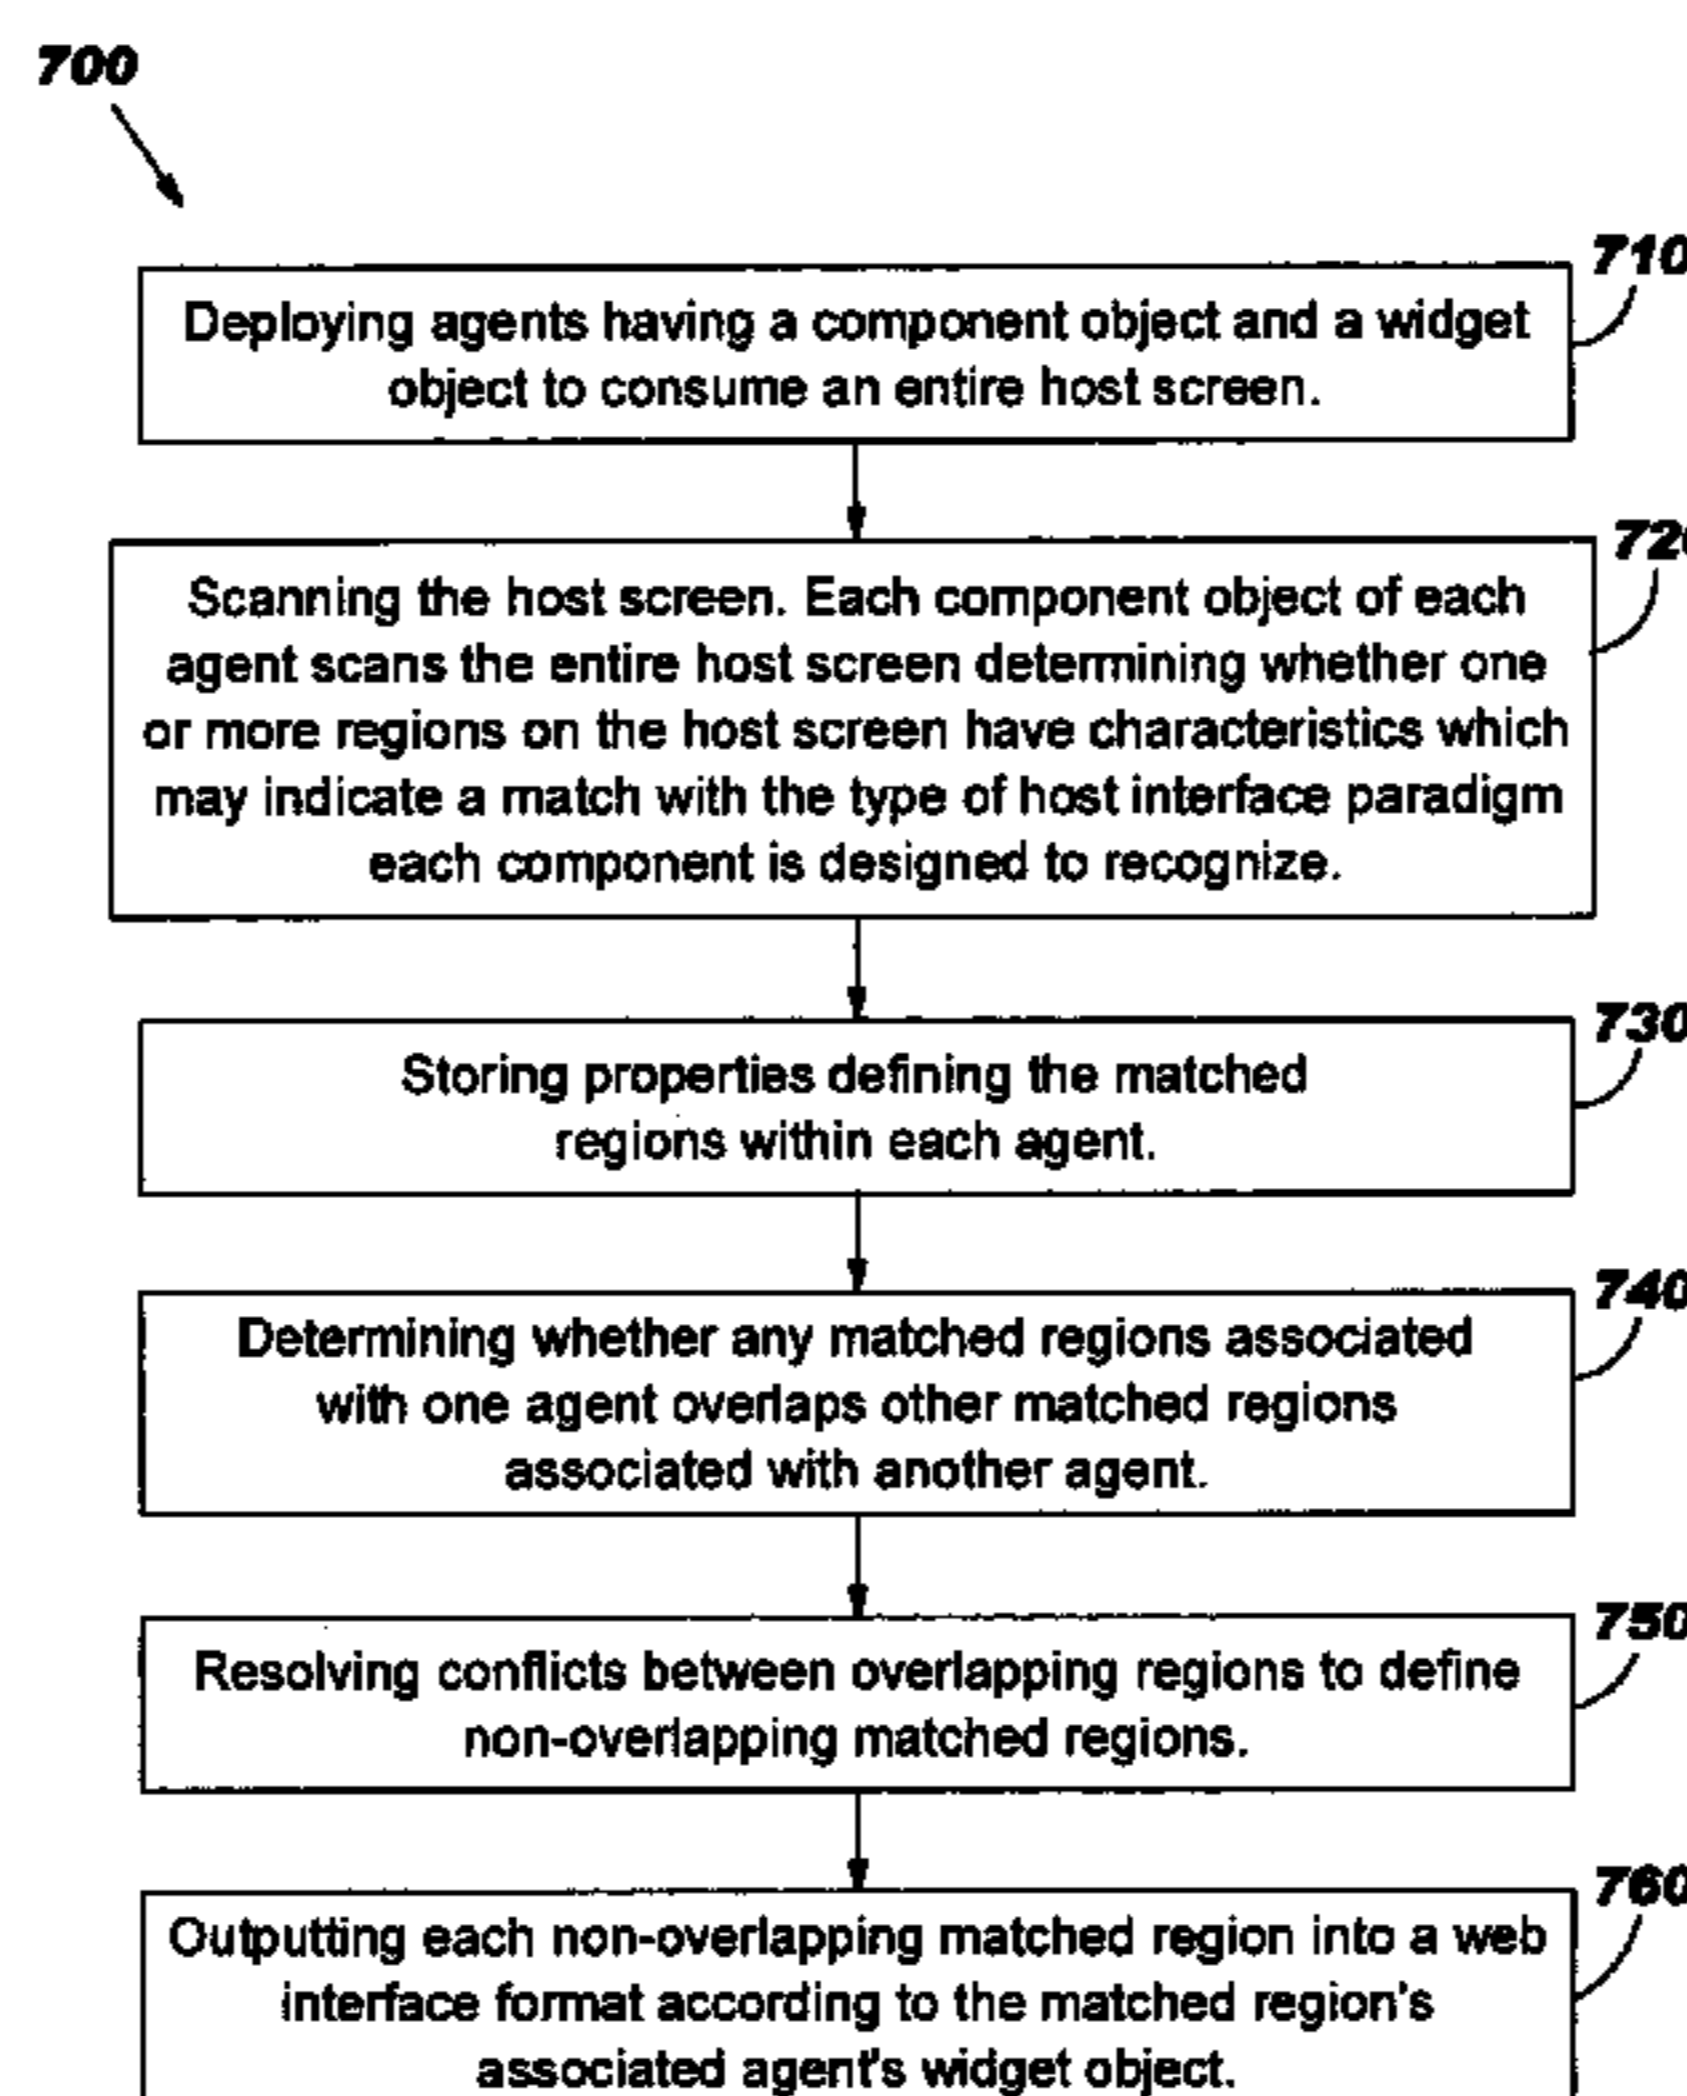 700
710
Deploying agents having a component object and a widget
object to consume an entire host screen.
72
Scanning the host screen. Each component object of each
agent scans the entire host screen determining whether one
or more regions on the host screen have characteristics which
may indicate a match with the type of host interface paradigm
each component is designed to recognize.
730
Storing properties defining the matched
regions within each agent.
740
Determining whether any matched regions associated
with one agent overlaps other matched regions
associated with another agent.
750
Resolving conflicts between overlapping regions to define
non-overlapping matched regions.
760
Outputting each non-overlapping matched region into a web
interface format according to the matched region's
associated agent's widget object.